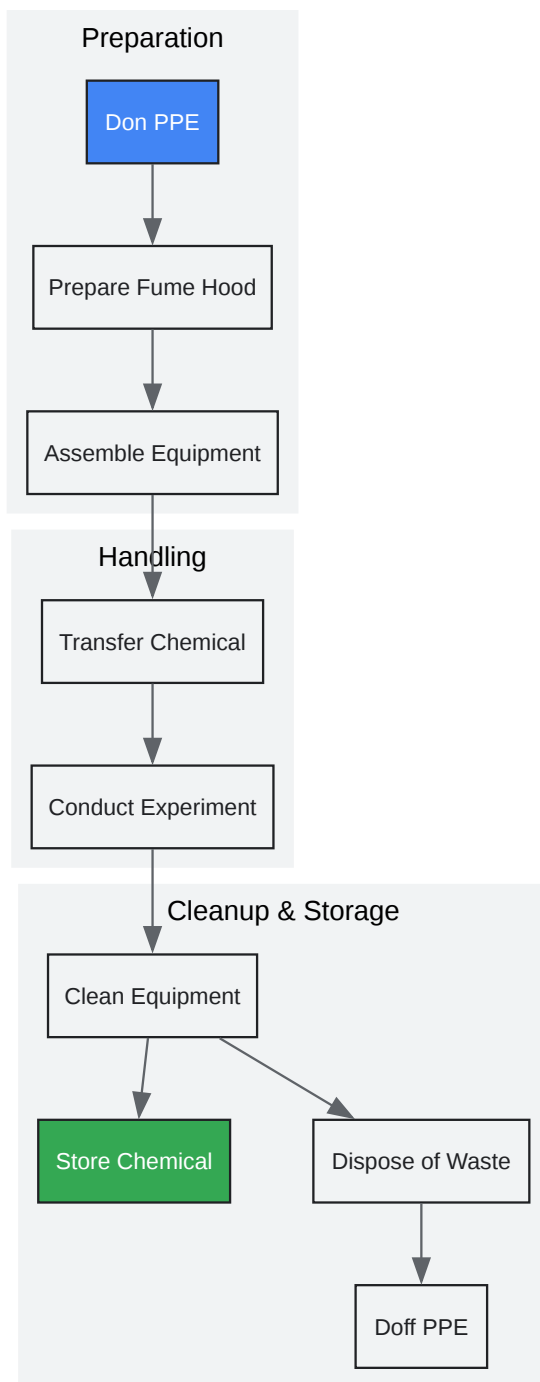 Preparation
Don PPE
Prepare Fume Hood
Assemble Equipment
Handling
Transfer Chemical
Conduct Experiment
Cleanup & Storage
Clean Equipment
Store Chemical
Dispose of Waste
Doff PPE